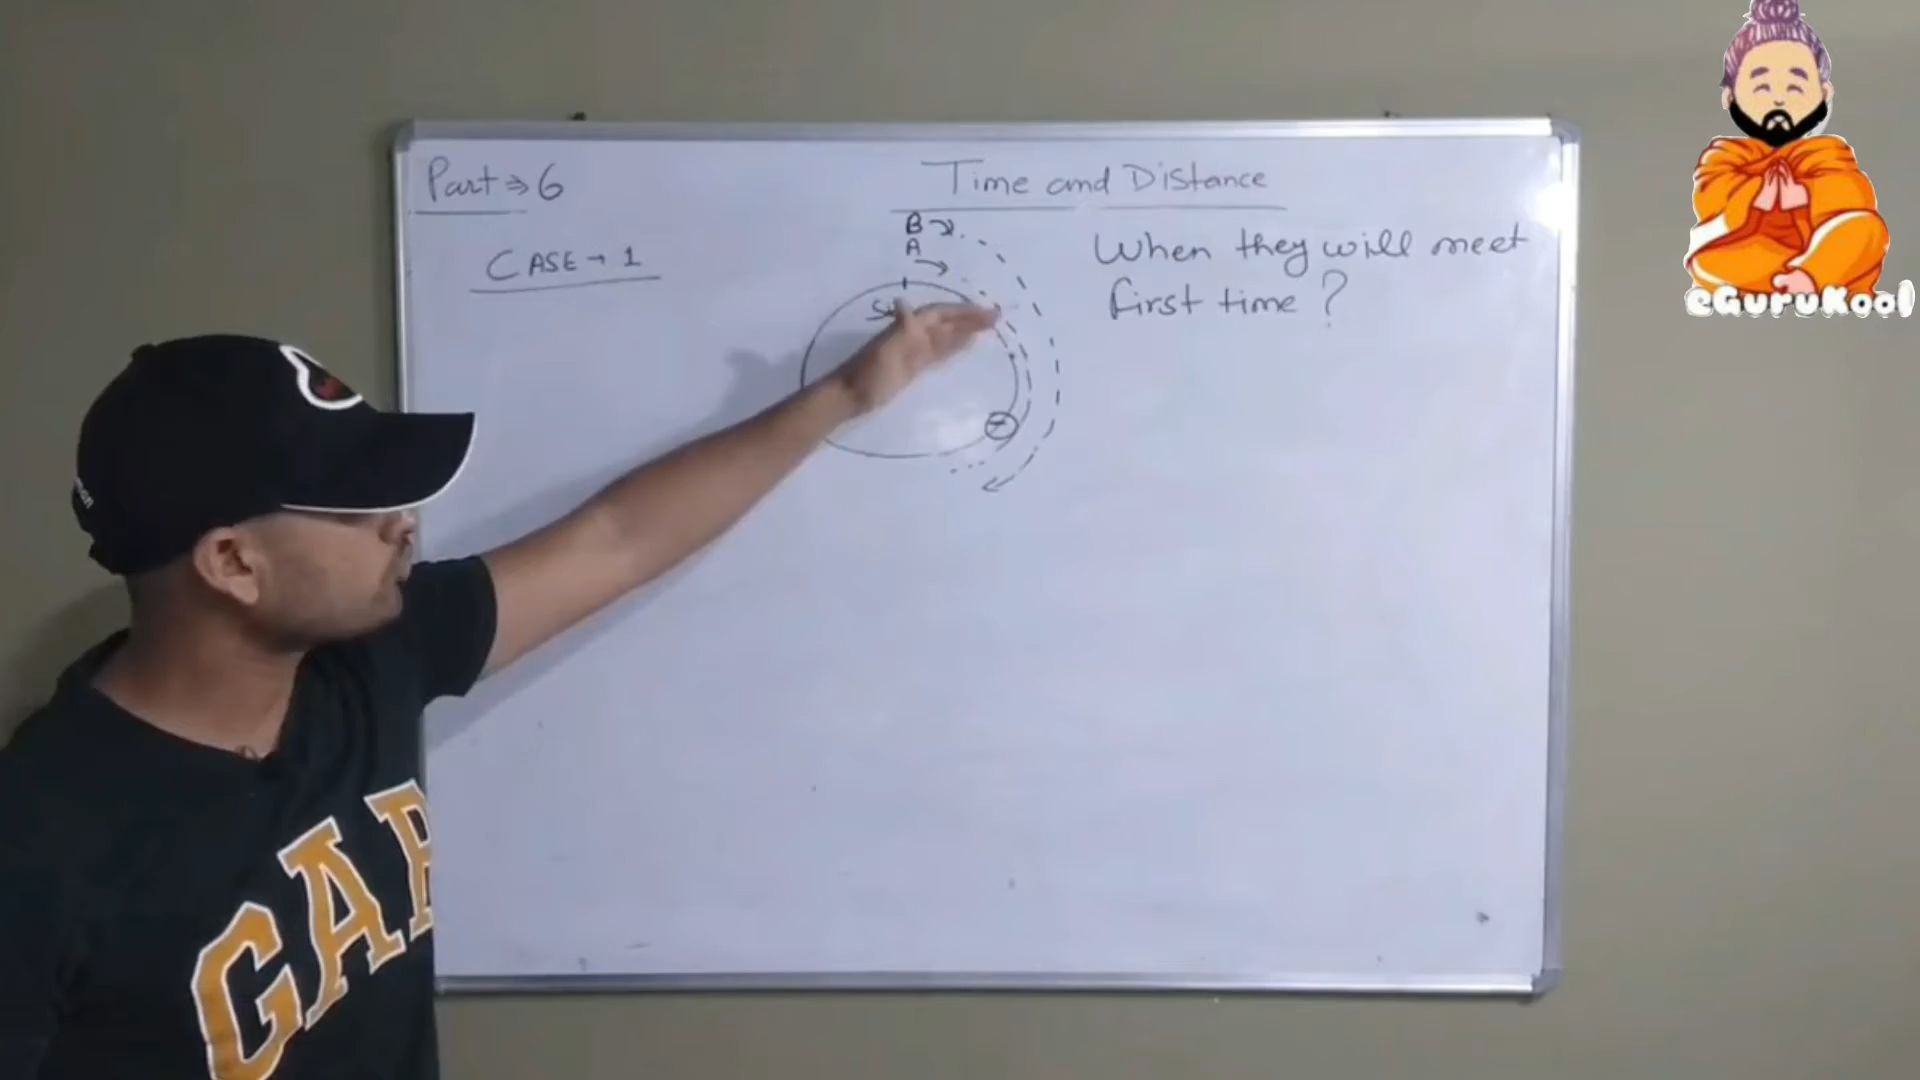 Part ⇒ 6
Time and Distance
CASE → 1
B
A
When they will meet
first time ?
eGuruKool
GAP